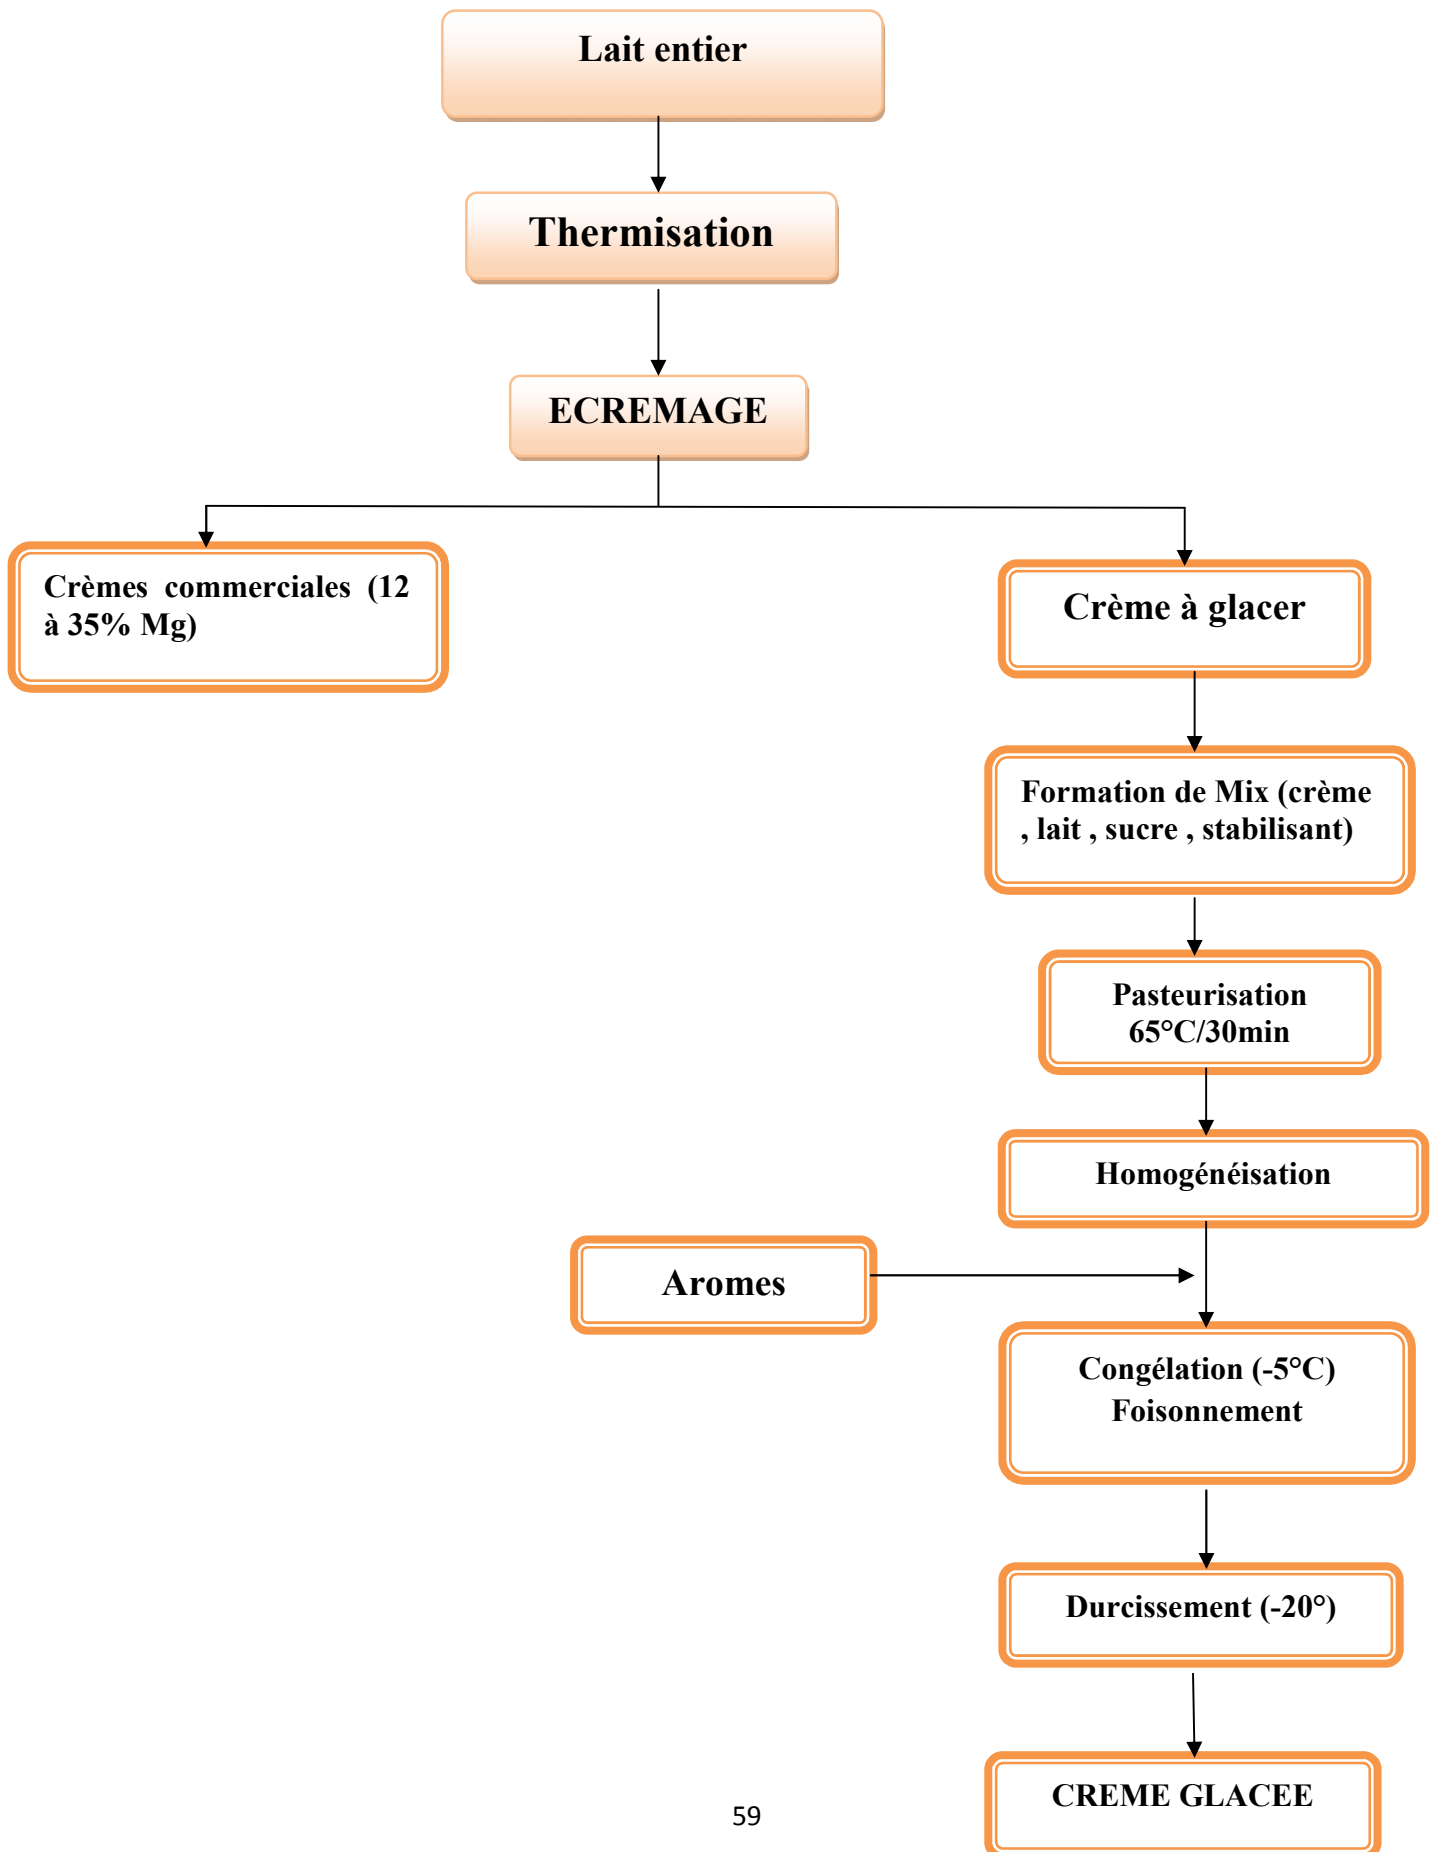 Lait entier
Thermisation
ECREMAGE
Crèmes commerciales (12
à 35% Mg)
Crème à glacer
Formation de Mix (crème
, lait , sucre , stabilisant)
Pasteurisation
65°C/30min
Homogénéisation
Aromes
Congélation (-5°C)
Foisonnement
Durcissement (-20°)
CREME GLACEE
59